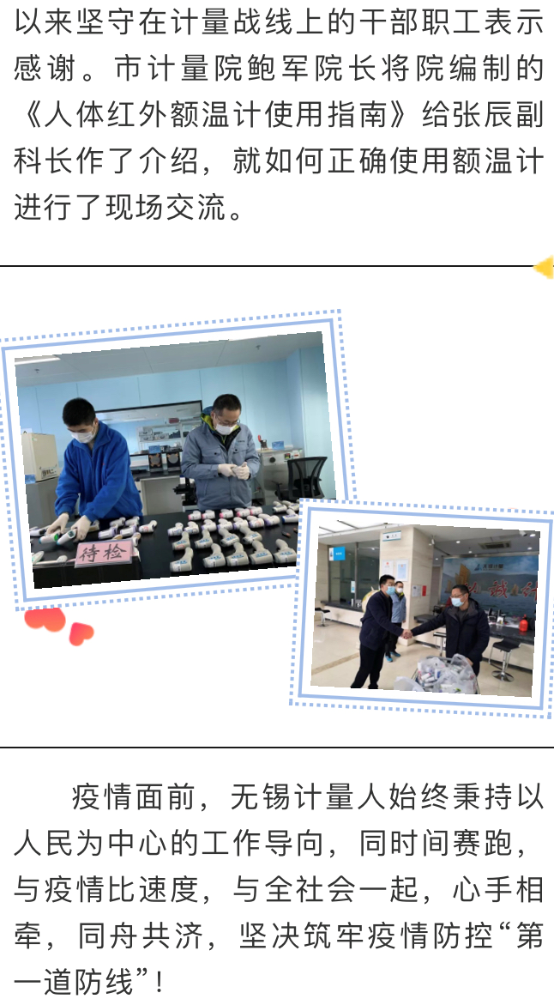 以来坚守在计量战线上的干部职工表示
感谢。市计量院鲍军院长将院编制的
《人体红外额温计使用指南》给张辰副
科长作了介绍，就如何正确使用额温计
进行了现场交流。
待检
疫情面前，无锡计量人始终秉持以
人民为中心的工作导向，同时间赛跑，
与疫情比速度，与全社会一起，心手相
牵，同舟共济，坚决筑牢疫情防控“第
一道防线”！